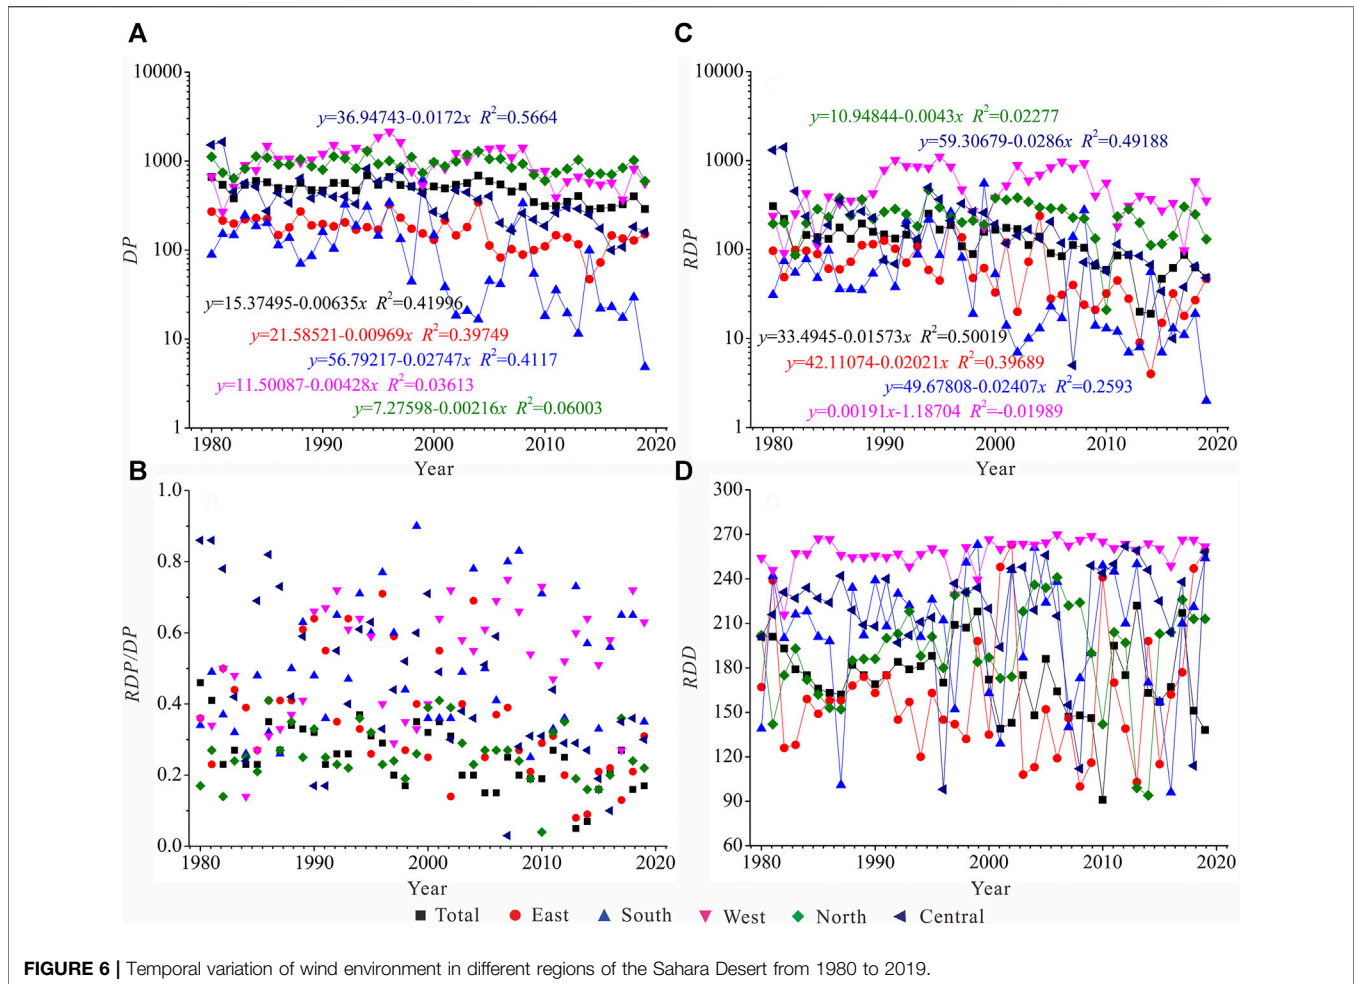 A
10000
1000
100
10
1
DP
y=36.94743-0.0172x R²=0.5664
y=15.37495-0.00635x R²=0.41996
y=21.58521-0.00969x R²=0.39749
y=56.79217-0.02747x R²=0.4117
y=11.50087-0.00428x R²=0.03613
y=7.27598-0.00216x R²=0.06003
1980 1990 2000 2010 2020
Year
C
10000
1000
100
10
1
RDP
y=10.94844-0.0043x R²=0.02277
y=59.30679-0.0286x R²=0.49188
y=33.4945-0.01573x R²=0.50019
y=42.11074-0.02021x R²=0.39689
y=49.67808-0.02407x R²=0.2593
y=0.00191x-1.18704 R²=-0.01989
1980 1990 2000 2010 2020
Year
B
1.0
0.8
0.6
0.4
0.2
0.0
RDP/DP
B
1980 1990 2000 2010 2020
Year
D
300
270
240
210
180
150
120
90
60
RDD
D
1980 1990 2000 2010 2020
Year
Total East South West North Central
FIGURE 6 | Temporal variation of wind environment in different regions of the Sahara Desert from 1980 to 2019.